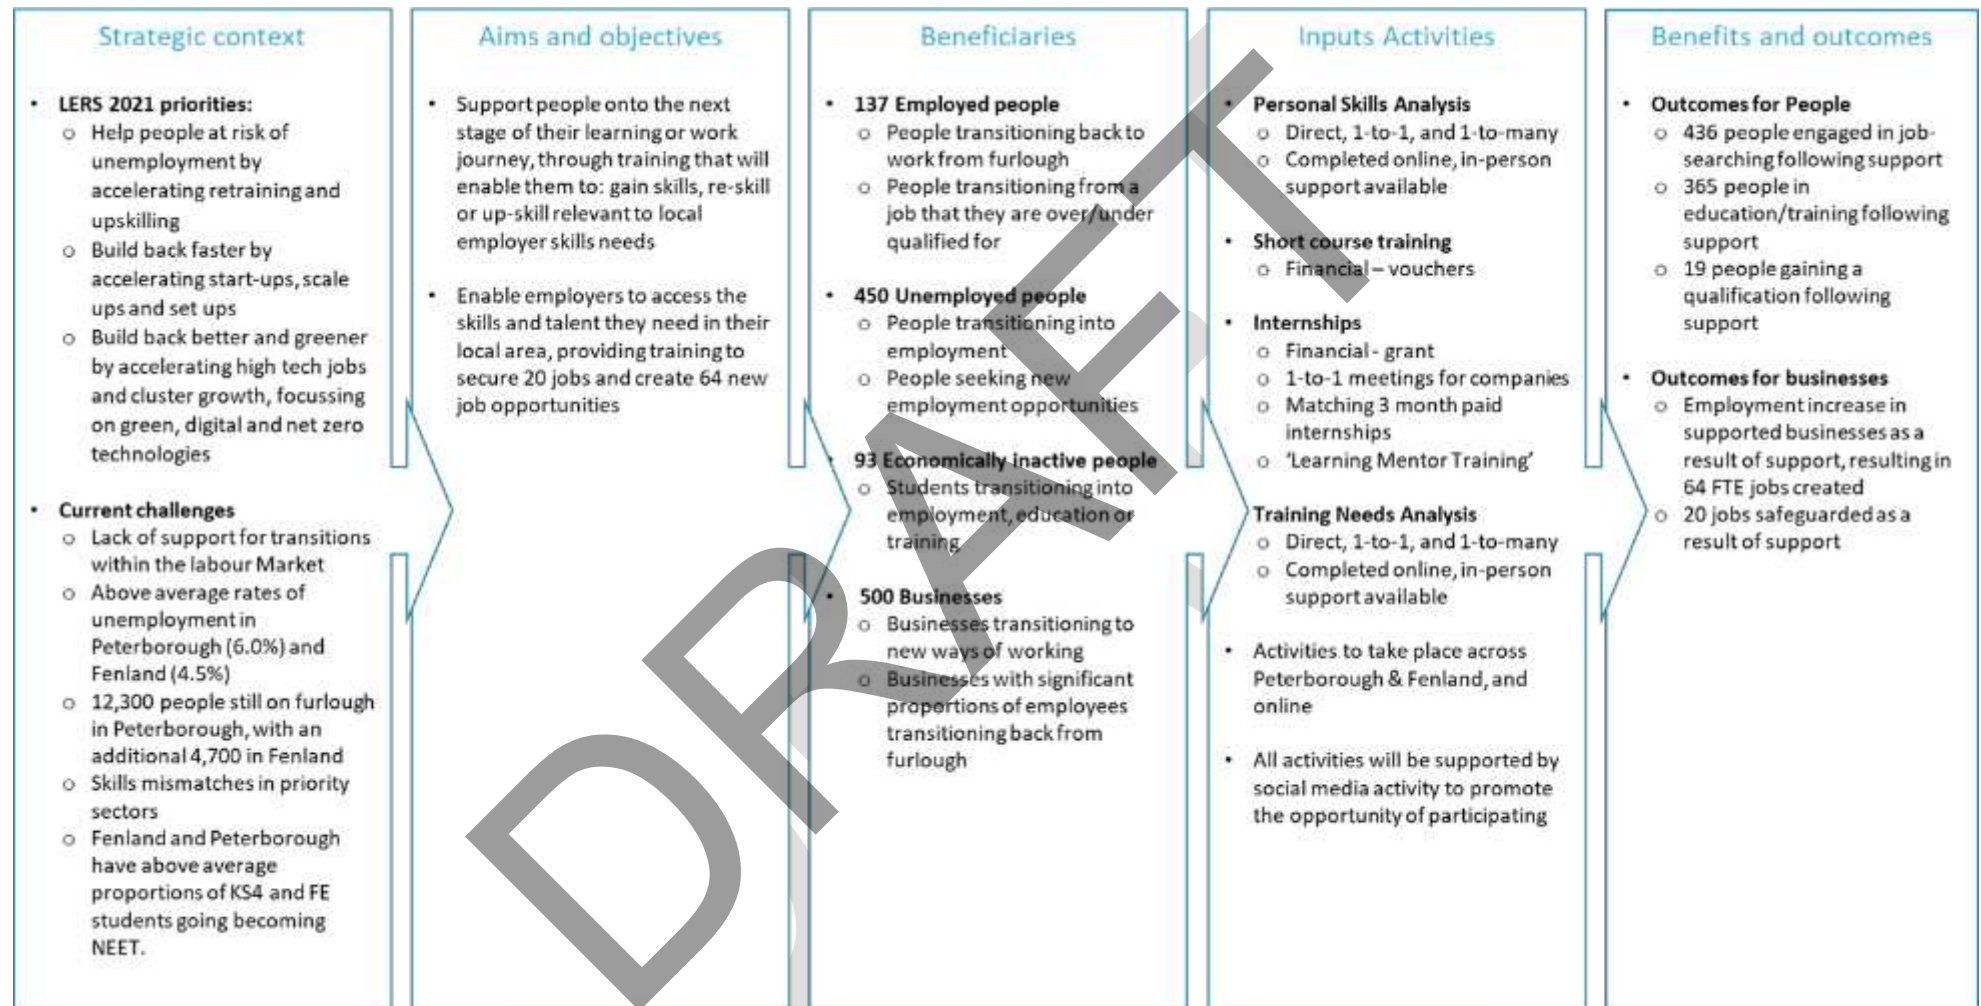 Strategic context
• LERS 2021 priorities:
o Help people at risk of
unemployment by
accelerating retraining and
upskilling
o Build back faster by
accelerating start-ups, scale
ups and set ups
o Build back better and greener
by accelerating high tech jobs
and cluster growth, focussing
on green, digital and net zero
technologies
• Current challenges
o Lack of support for transitions
within the labour Market
o Above average rates of
unemployment in
Peterborough (6.0%) and
Fenland (4.5%)
o 12,300 people still on furlough
in Peterborough, with an
additional 4,700 in Fenland
o Skills mismatches in priority
sectors
o Fenland and Peterborough
have above average
proportions of KS4 and FE
students going becoming
NEET.
Aims and objectives
• Support people onto the next
stage of their learning or work
journey, through training that will
enable them to: gain skills, re-skill
or up-skill relevant to local
employer skills needs
• Enable employers to access the
skills and talent they need in their
local area, providing training to
secure 20 jobs and create 64 new
job opportunities
Beneficiaries
• 137 Employed people
o People transitioning back to
work from furlough
o People transitioning from a
job that they are over/under
qualified for
• 450 Unemployed people
o People transitioning into
employment
o People seeking new
employment opportunities
• 93 Economically inactive people
o Students transitioning into
employment, education or
training
• 500 Businesses
o Businesses transitioning to
new ways of working
o Businesses with significant
proportions of employees
transitioning back from
furlough
Inputs Activities
• Personal Skills Analysis
o Direct, 1-to-1, and 1-to-many
o Completed online, in-person
support available
• Short course training
o Financial – vouchers
• Internships
o Financial - grant
o 1-to-1 meetings for companies
o Matching 3 month paid
internships
o 'Learning Mentor Training'
Training Needs Analysis
o Direct, 1-to-1, and 1-to-many
o Completed online, in-person
support available
• Activities to take place across
Peterborough & Fenland, and
online
• All activities will be supported by
social media activity to promote
the opportunity of participating
Benefits and outcomes
• Outcomes for People
o 436 people engaged in job-
searching following support
o 365 people in
education/training following
support
o 19 people gaining a
qualification following
support
• Outcomes for businesses
o Employment increase in
supported businesses as a
result of support, resulting in
64 FTE jobs created
o 20 jobs safeguarded as a
result of support
DRAFT